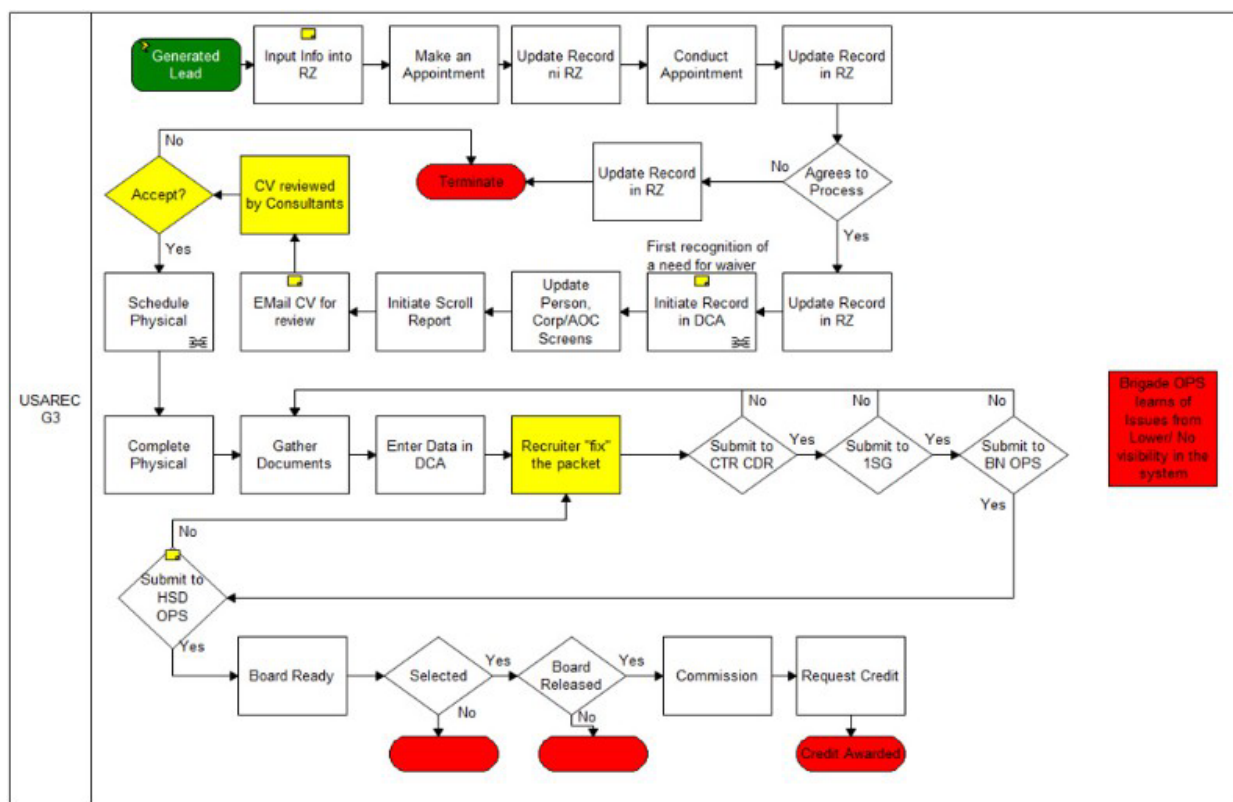 Generated
Lead
Input Info into
RZ
Make an
Appointment
Update Record
ni RZ
Conduct
Appointment
Update Record
in RZ
No
Accept?
CV reviewed
by Consultants
Terminate
Update Record
in RZ
No
Agrees to
Process
Yes
Yes
First recognition of
a need for waiver
Schedule
Physical
EMail CV for
review
Initiate Scroll
Report
Update
Person,
Corp/AOC
Screens
Initiate Record
in DCA
Update Record
in RZ
USAREC
G3
Brigade OPS
learns of
Issues from
Lower/ No
visibility in the
system
Complete
Physical
Gather
Documents
Enter Data in
DCA
Recruiter "fix"
the packet
No
No
No
Submit to
CTR CDR
Yes
Submit to
1SG
Yes
Submit to
BN OPS
Yes
No
Submit to
HSD
OPS
Yes
Board Ready
Selected
Yes
Board
Released
Yes
Commission
Request Credit
No
No
Credit Awarded